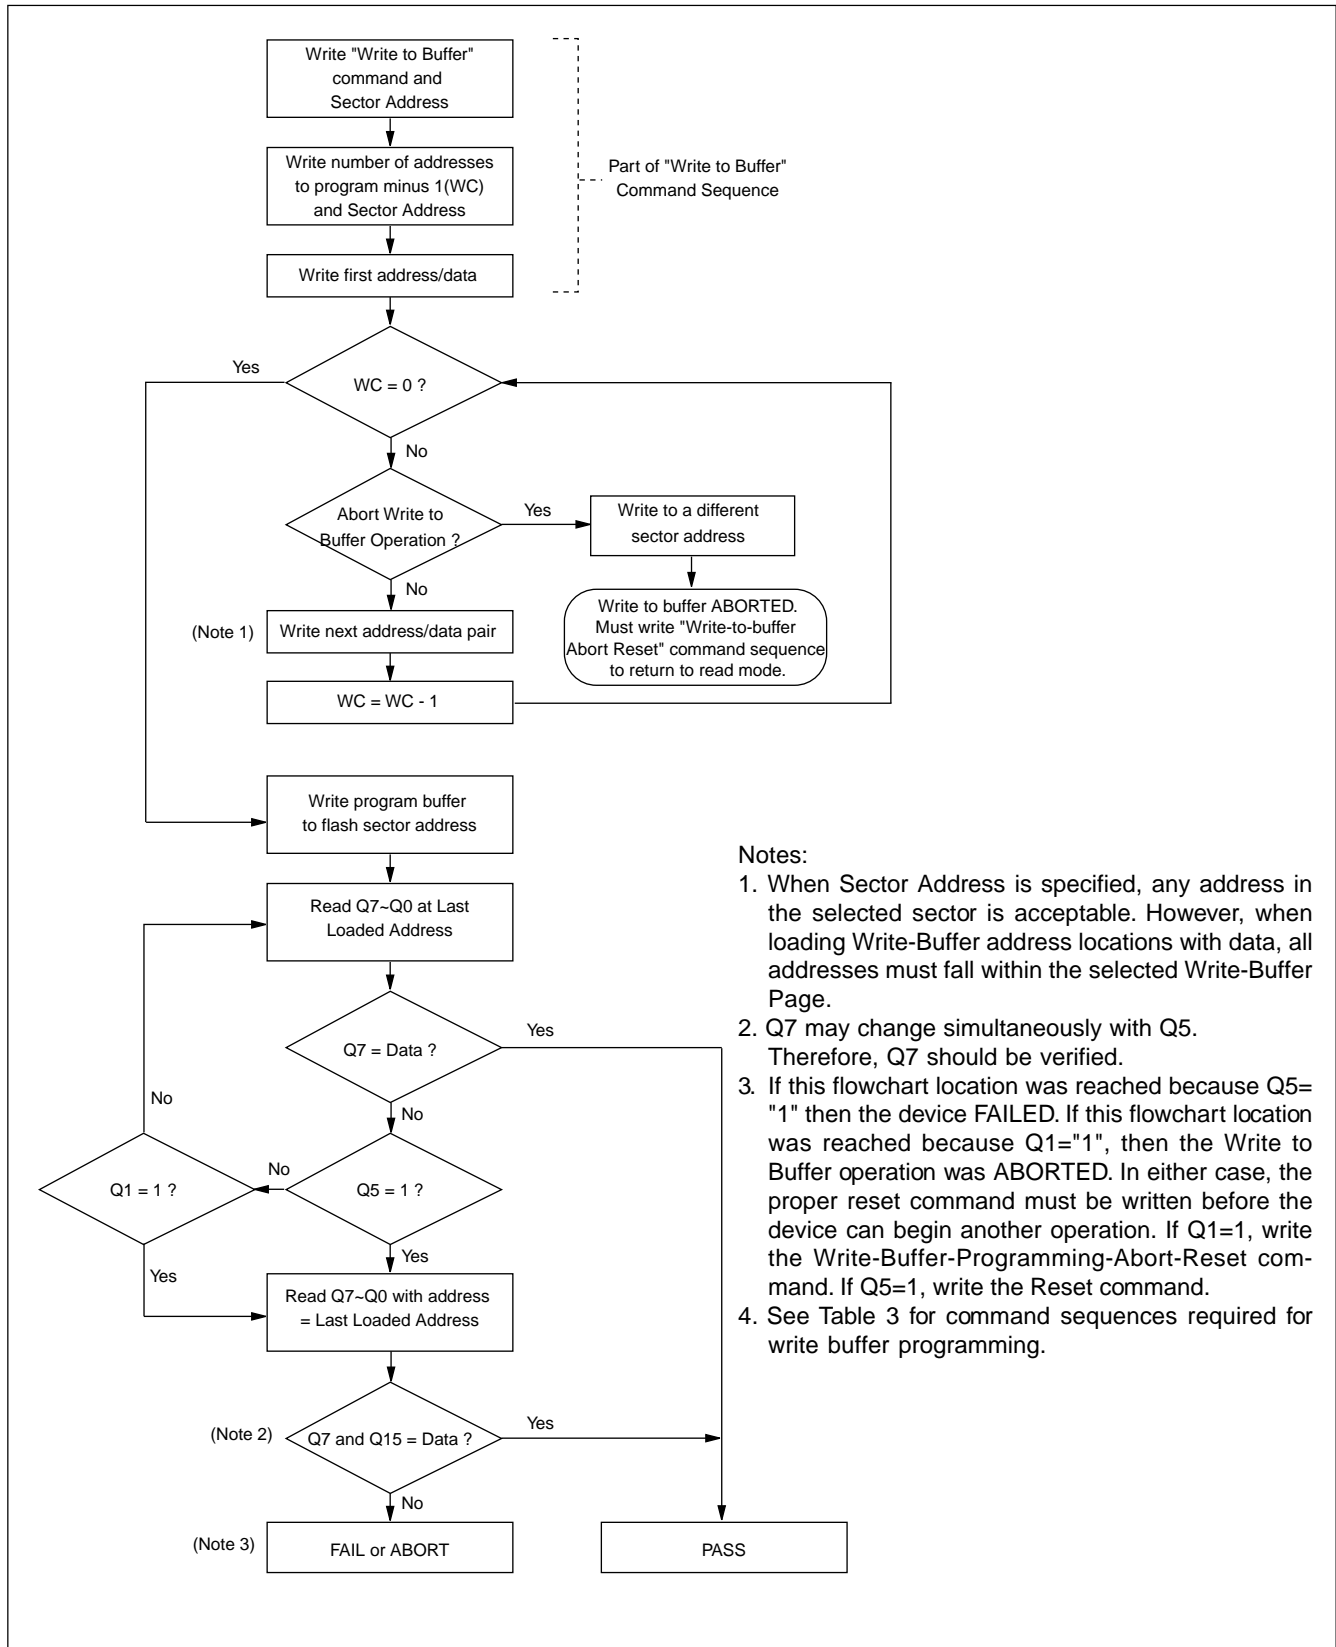 Write "Write to Buffer"
command and
Sector Address
Write number of addresses
to program minus 1(WC)
and Sector Address
Part of "Write to Buffer"
Command Sequence
Write first address/data
Yes
WC = 0 ?
No
Abort Write to
Buffer Operation ?
Yes
Write to a different
sector address
No
(Note 1)
Write next address/data pair
Write to buffer ABORTED.
Must write "Write-to-buffer
Abort Reset" command sequence
to return to read mode.
WC = WC - 1
Write program buffer
to flash sector address
Read Q7~Q0 at Last
Loaded Address
Q7 = Data ?
Yes
No
No
Q1 = 1 ?
No
Q5 = 1 ?
Yes
Yes
Read Q7~Q0 with address
= Last Loaded Address
(Note 2)
Q7 and Q15 = Data ?
Yes
No
(Note 3)
FAIL or ABORT
PASS
Notes:
1. When Sector Address is specified, any address in
the selected sector is acceptable. However, when
loading Write-Buffer address locations with data, all
addresses must fall within the selected Write-Buffer
Page.
2. Q7 may change simultaneously with Q5.
Therefore, Q7 should be verified.
3. If this flowchart location was reached because Q5=
"1" then the device FAILED. If this flowchart location
was reached because Q1="1", then the Write to
Buffer operation was ABORTED. In either case, the
proper reset command must be written before the
device can begin another operation. If Q1=1, write
the Write-Buffer-Programming-Abort-Reset com-
mand. If Q5=1, write the Reset command.
4. See Table 3 for command sequences required for
write buffer programming.